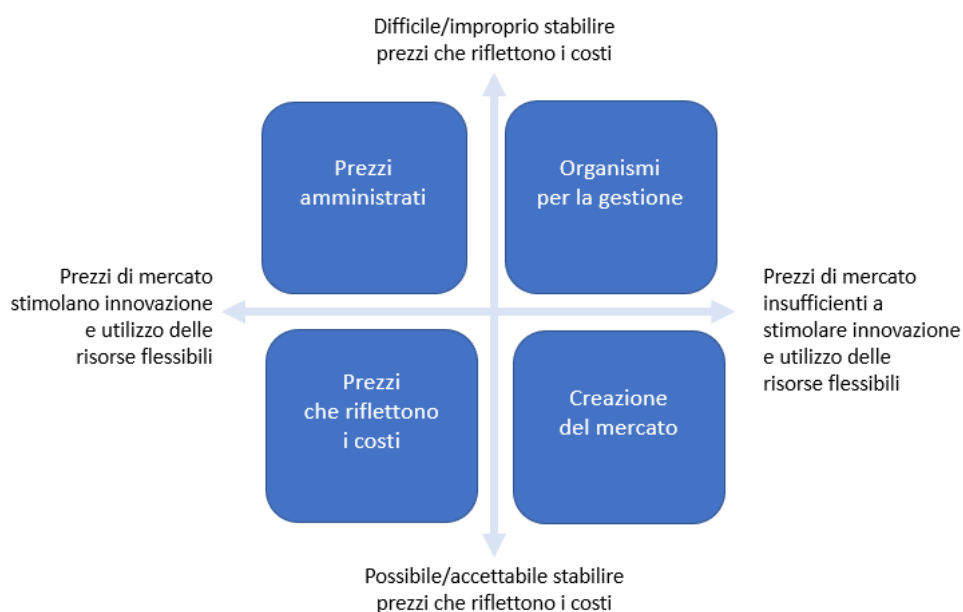 Difficile/improprio stabilire
prezzi che riflettono i costi
Prezzi
amministrati
Organismi
per la gestione
Prezzi di mercato
stimolano innovazione
e utilizzo delle
risorse flessibili
Prezzi di mercato
insufficienti a
stimolare innovazione
e utilizzo delle
risorse flessibili
Prezzi
che riflettono
i costi
Creazione
del mercato
Possibile/accettabile stabilire
prezzi che riflettono i costi